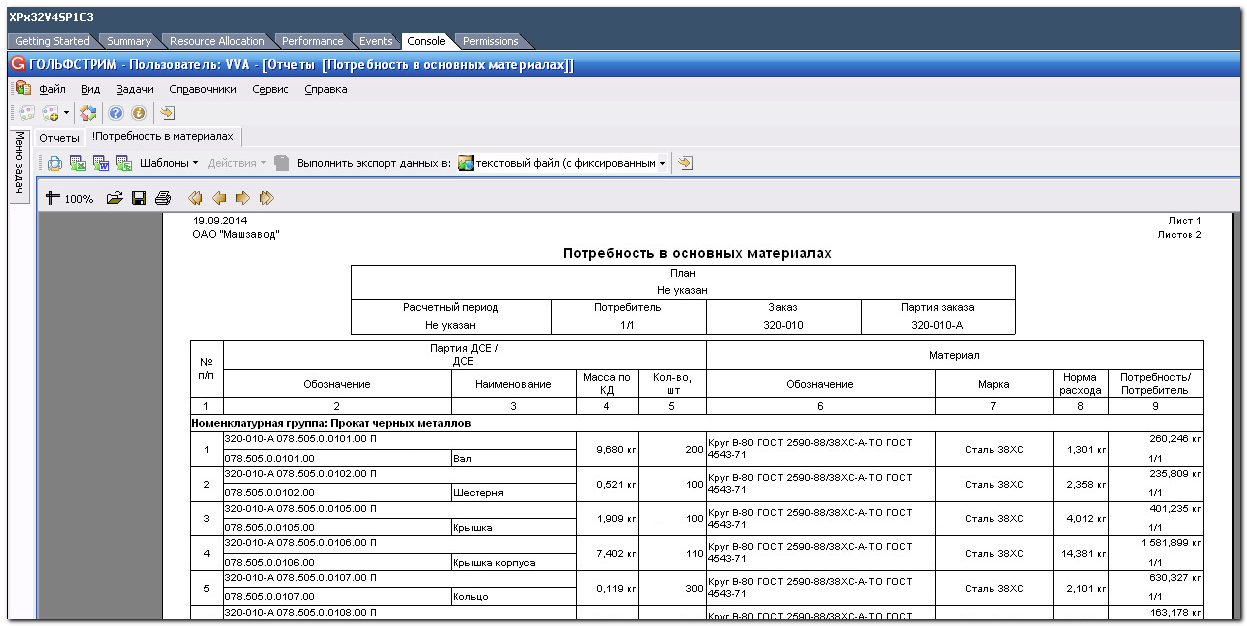 XPx32V4SP1C3
Getting Started Summary Resource Allocation Performance Events Console Permissions
ГОЛЬФСТРИМ - Пользователь: VVA - [Отчеты [Потребность в основных материалах]]
Файл Вид Задачи Справочники Сервис Справка
Меню задач
Отчеты !Потребность в материалах
Шаблоны Действия Выполнить экспорт данных в: текстовый файл (с фиксированным
100%
19.09.2014 Лист 1
ОАО "Машзавод" Листов 2
Потребность в основных материалах
План
Не указан
Расчетный период Потребитель Заказ Партия заказа
Не указан 1/1 320-010 320-010-А
№ п/п Партия ДСЕ / ДСЕ Материал
Обозначение Наименование Масса по КД Кол-во, шт Обозначение Марка Норма расхода Потребность/ Потребитель
1 2 3 4 5 6 7 8 9
Номенклатурная группа: Прокат черных металлов
320-010-А 078.505.0.0101.00 П 260,246 кг
1 9,680 кг 200 Круг В-80 ГОСТ 2590-88/38ХС-А-ТО ГОСТ 4543-71 Сталь 38ХС 1,301 кг
078.505.0.0101.00 Вал 1/1
320-010-А 078.505.0.0102.00 П 235,809 кг
2 0,521 кг 100 Круг В-80 ГОСТ 2590-88/38ХС-А-ТО ГОСТ 4543-71 Сталь 38ХС 2,358 кг
078.505.0.0102.00 Шестерня 1/1
320-010-А 078.505.0.0105.00 П 401,235 кг
3 1,909 кг 100 Круг В-80 ГОСТ 2590-88/38ХС-А-ТО ГОСТ 4543-71 Сталь 38ХС 4,012 кг
078.505.0.0105.00 Крышка 1/1
320-010-А 078.505.0.0106.00 П 1 581,899 кг
4 7,402 кг 110 Круг В-80 ГОСТ 2590-88/38ХС-А-ТО ГОСТ 4543-71 Сталь 38ХС 14,381 кг
078.505.0.0106.00 Крышка корпуса 1/1
320-010-А 078.505.0.0107.00 П 630,327 кг
5 0,119 кг 300 Круг В-80 ГОСТ 2590-88/38ХС-А-ТО ГОСТ 4543-71 Сталь 38ХС 2,101 кг
078.505.0.0107.00 Кольцо 1/1
320-010-А 078.505.0.0108.00 П 163,178 кг
Круг В-80 ГОСТ 2590-88/38ХС-А-ТО ГОСТ